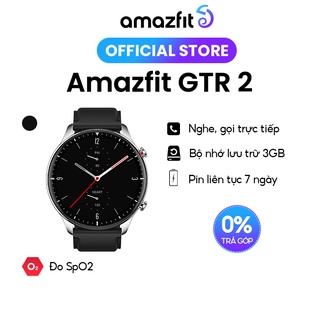 amazfit
OFFICIAL STORE
Amazfit GTR 2
Nghe, gọi trực tiếp
Bộ nhớ lưu trữ 3GB
Pin liên tục 7 ngày
0%
TRẢ GÓP
O₂
Đo SpO2